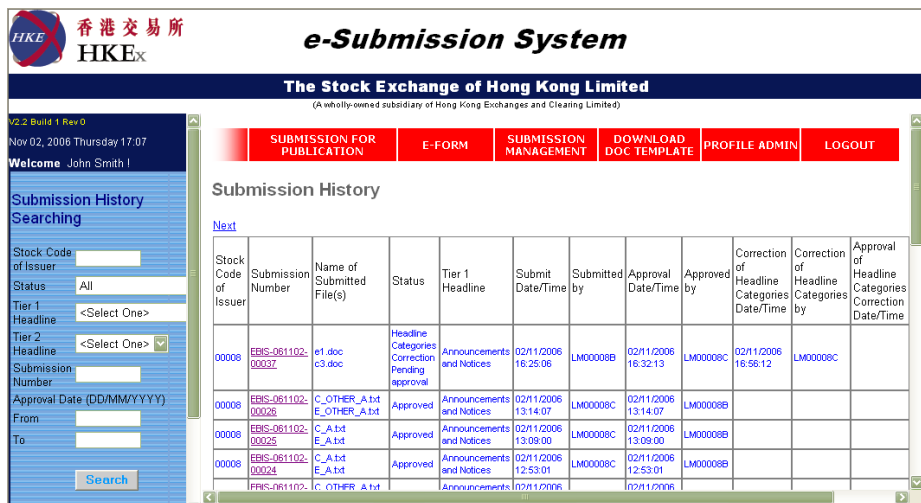 HKEx
香港交易所
HKEx
e-Submission System
The Stock Exchange of Hong Kong Limited
(A wholly-owned subsidiary of Hong Kong Exchanges and Clearing Limited)
V2.2 Build 1 Rev 0
Nov 02, 2006 Thursday 17:07
Welcome John Smith !
Submission History
Searching
Stock Code
of Issuer
Status All
Tier 1
Headline
<Select One>
Tier 2
Headline
<Select One>
Submission
Number
Approval Date (DD/MM/YYYY)
From
To
Search
SUBMISSION FOR
PUBLICATION
E-FORM
SUBMISSION
MANAGEMENT
DOWNLOAD
DOC TEMPLATE
PROFILE ADMIN
LOGOUT
Submission History
Next
Stock
Code
of
Issuer
Submission
Number
Name of
Submitted
File(s)
Status
Tier 1
Headline
Submit
Date/Time
Submitted
by
Approval
Date/Time
Approved
by
Correction
of
Headline
Categories
Date/Time
Correction
of
Headline
Categories
by
Approval
of
Headline
Categories
Correction
Date/Time
00008
EBIS-061102-
00037
e1.doc
c3.doc
Headline
Categories
Correction
Pending
approval
Announcements
and Notices
02/11/2006
16:25:06
LM00008B
02/11/2006
16:32:13
LM00008C
02/11/2006
16:56:12
LM00008C
00008
EBIS-061102-
00026
C_OTHER_A.txt
E_OTHER_A.txt
Approved
Announcements
and Notices
02/11/2006
13:14:07
LM00008C
02/11/2006
13:14:07
LM00008B
00008
EBIS-061102-
00025
C_A.txt
E_A.txt
Approved
Announcements
and Notices
02/11/2006
13:09:00
LM00008C
02/11/2006
13:09:00
LM00008B
00008
EBIS-061102-
00024
C_A.txt
E_A.txt
Approved
Announcements
and Notices
02/11/2006
12:53:01
LM00008C
02/11/2006
12:53:01
LM00008B
EBIS-061102-
C_OTHER_A.txt
Announcements
02/11/2006
02/11/2006